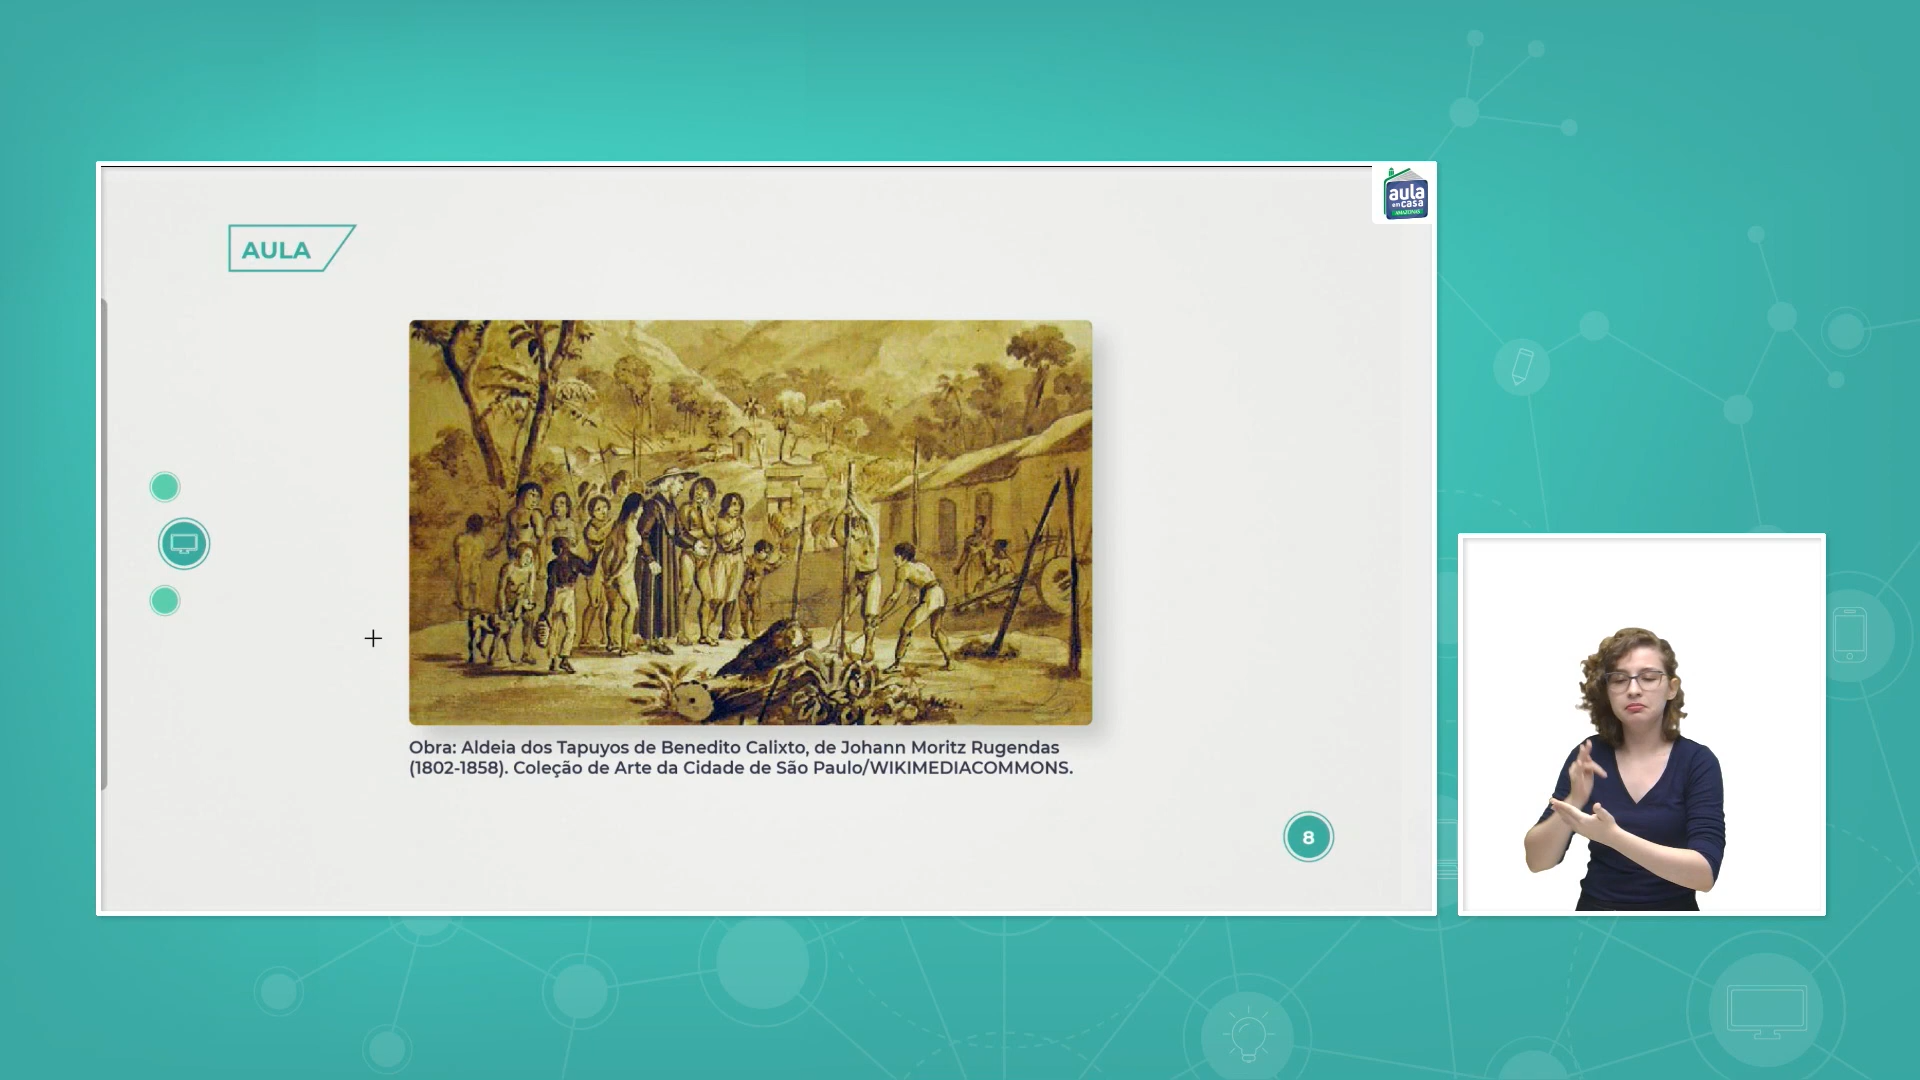 aula
em casa
AMAZONAS
AULA
Obra: Aldeia dos Tapuyos de Benedito Calixto, de Johann Moritz Rugendas
(1802-1858). Coleção de Arte da Cidade de São Paulo/WIKIMEDIACOMMONS.
8